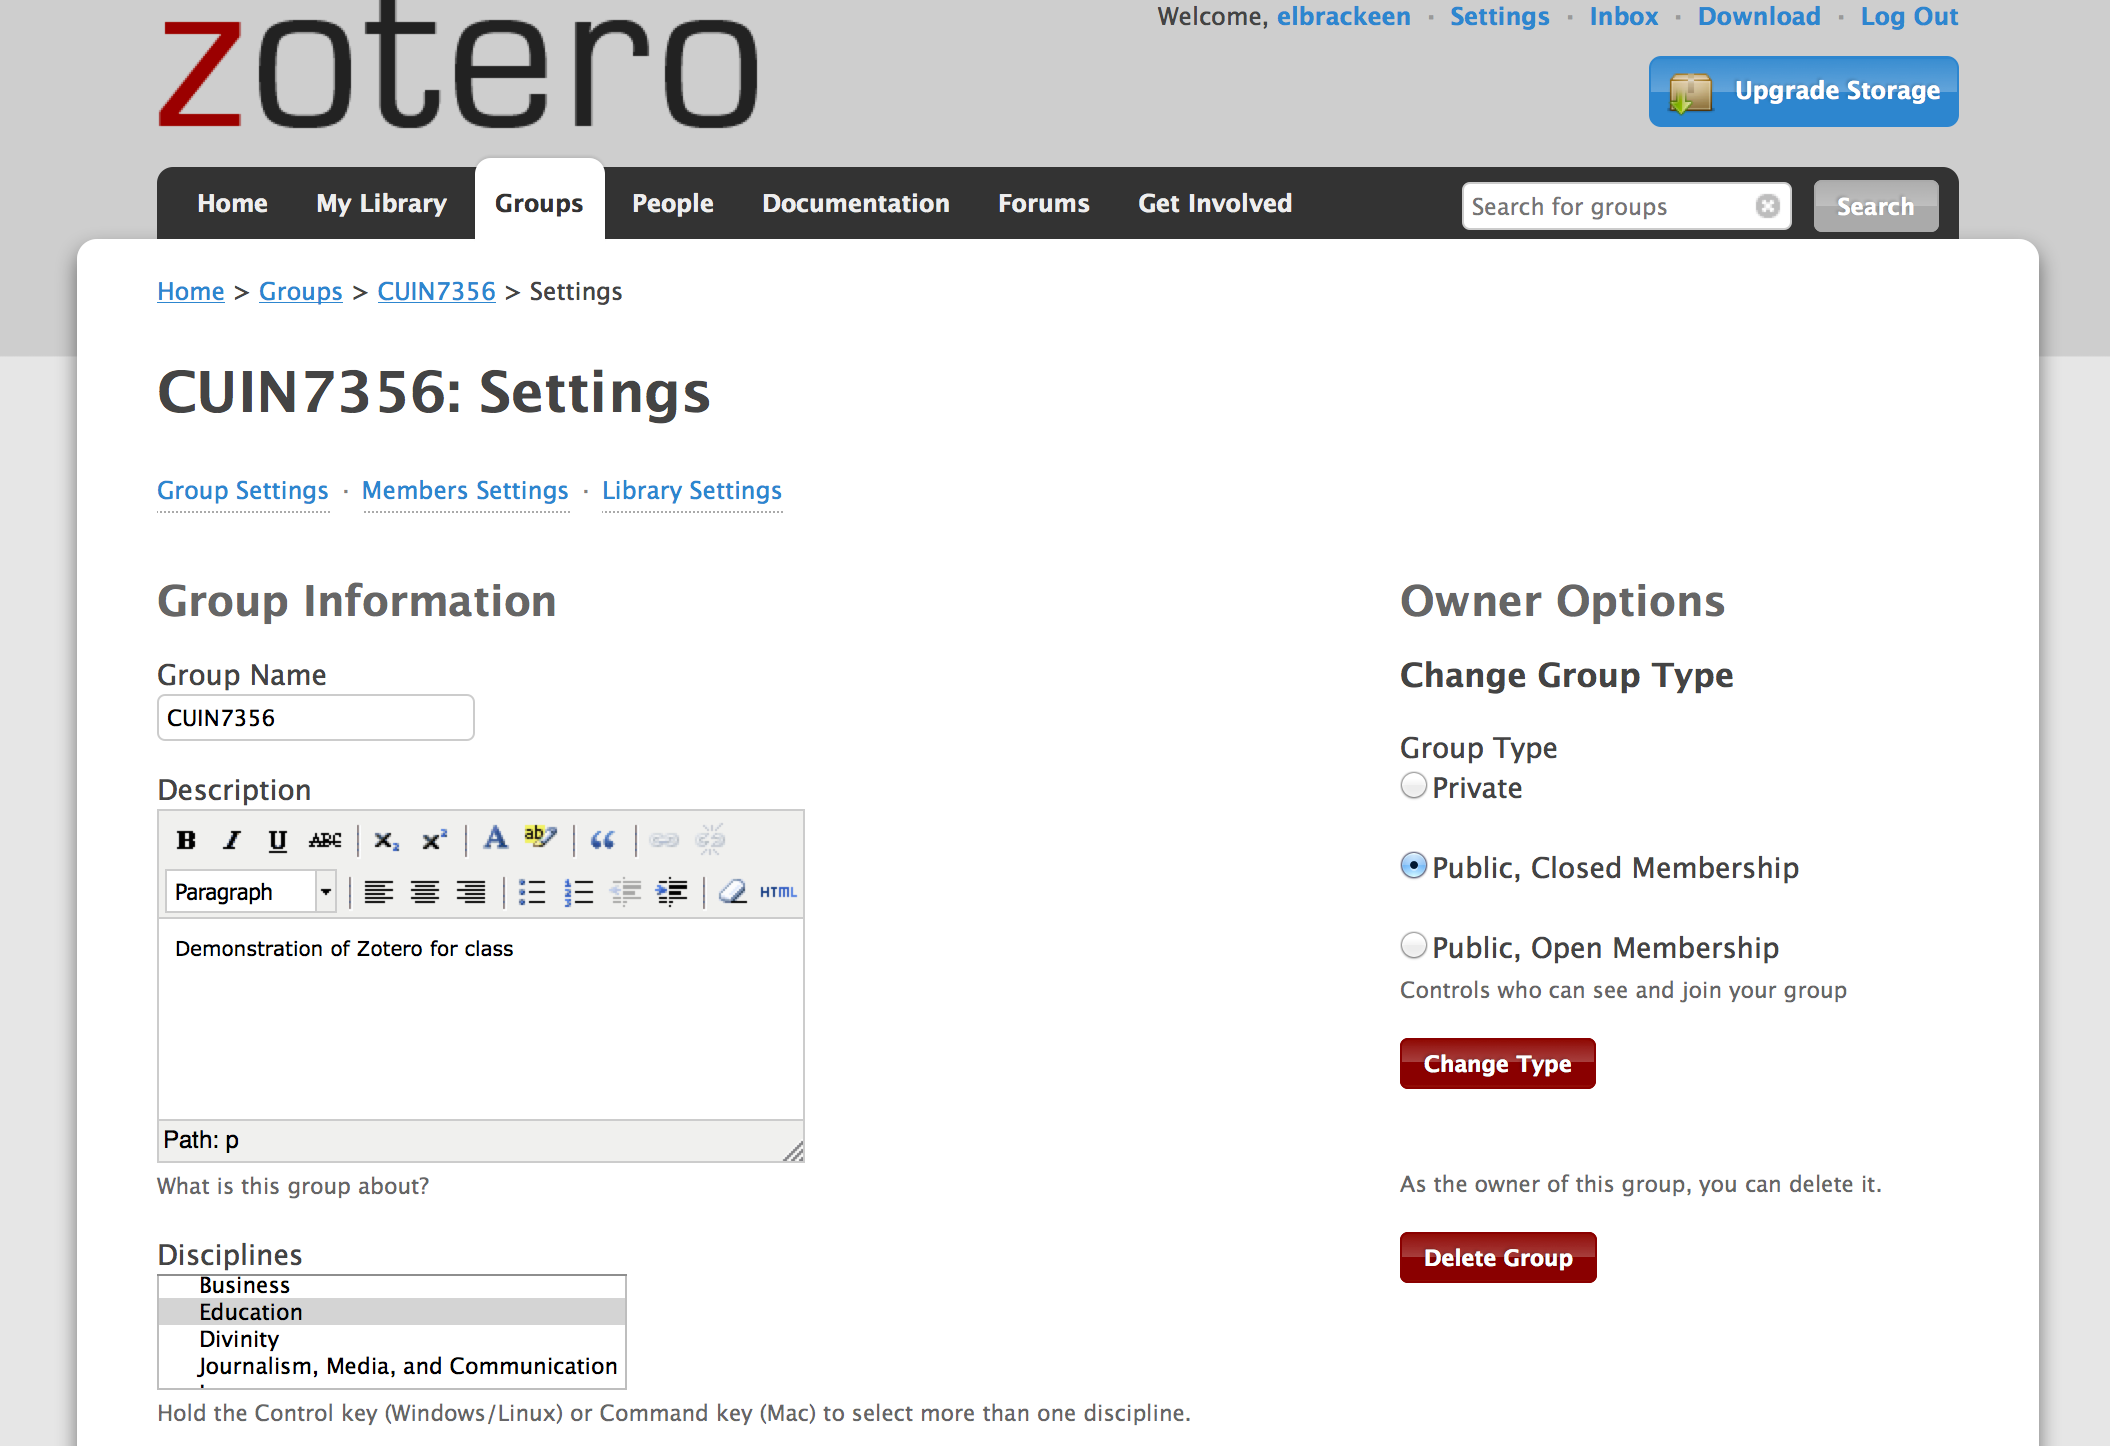 zotero
Welcome, elbrackeen · Settings · Inbox · Download · Log Out
Upgrade Storage
Home My Library Groups People Documentation Forums Get Involved Search for groups Search
Home > Groups > CUIN7356 > Settings
CUIN7356: Settings
Group Settings · Members Settings · Library Settings
Group Information
Group Name
CUIN7356
Description
B I U ABC x₂ x² A ab “
Paragraph HTML
Demonstration of Zotero for class
Path: p
What is this group about?
Disciplines
Business
Education
Divinity
Journalism, Media, and Communication
Hold the Control key (Windows/Linux) or Command key (Mac) to select more than one discipline.
Owner Options
Change Group Type
Group Type
Private
Public, Closed Membership
Public, Open Membership
Controls who can see and join your group
Change Type
As the owner of this group, you can delete it.
Delete Group